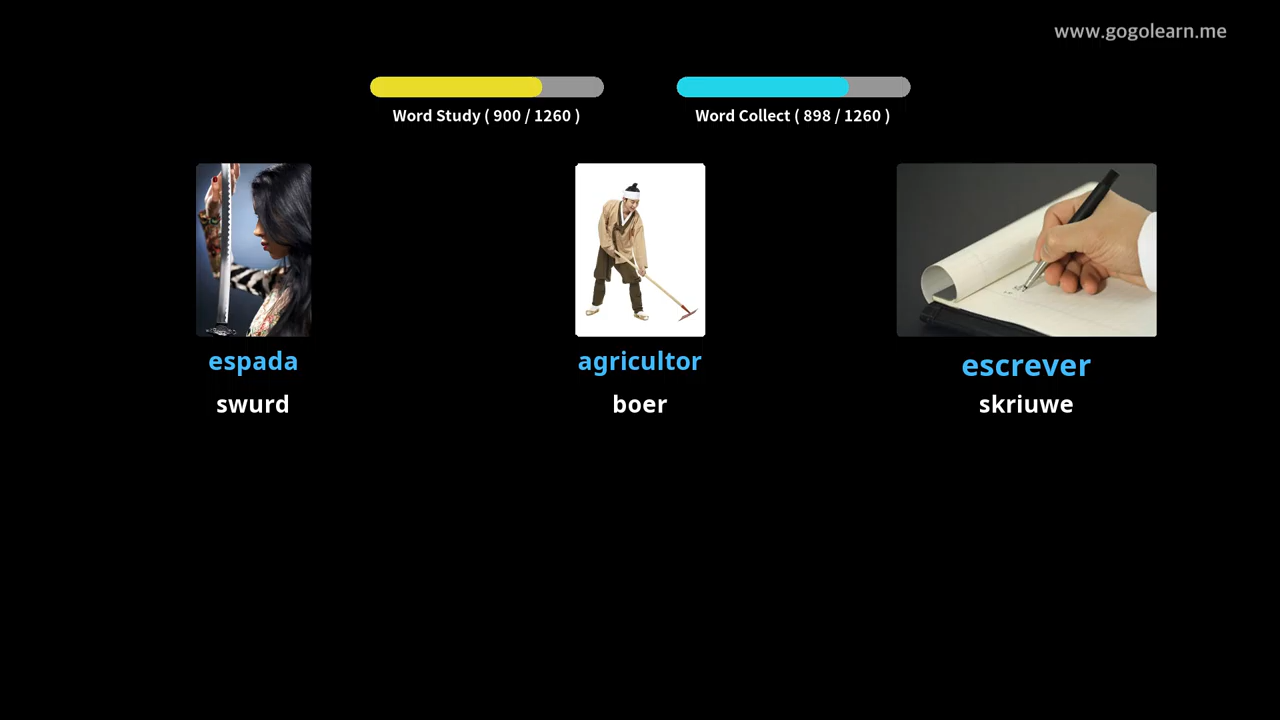 www.gogolearn.me
Word Study ( 900 / 1260 )
Word Collect ( 898 / 1260 )
espada
swurd
agricultor
boer
escrever
skriuwe